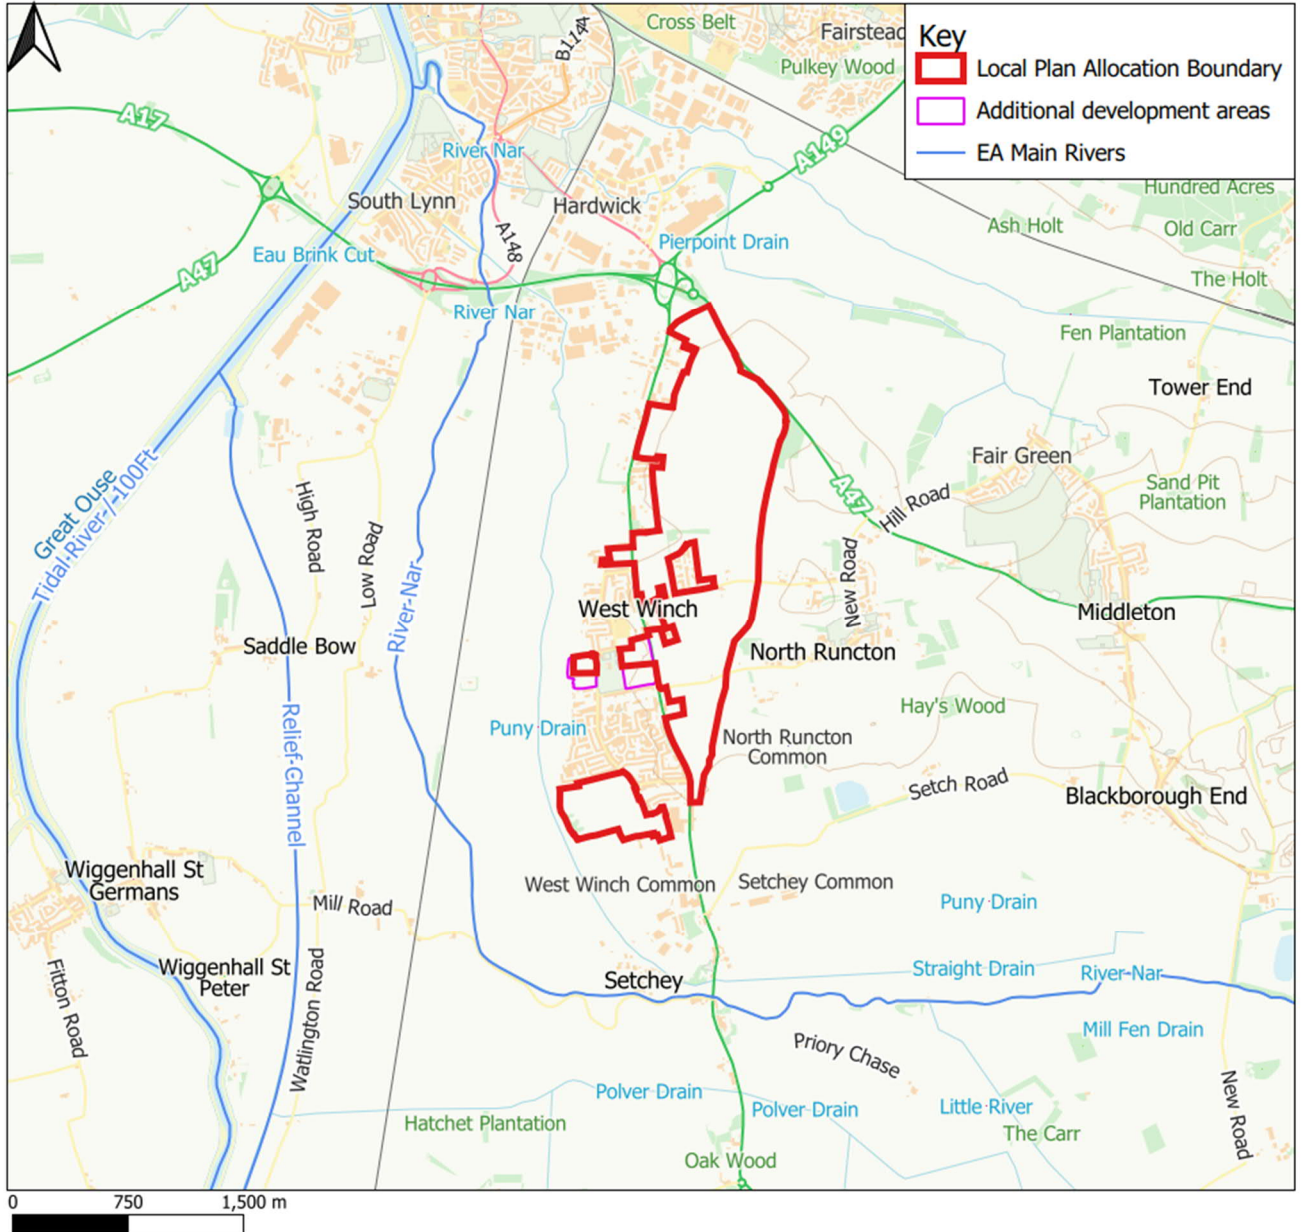 Key
Local Plan Allocation Boundary
Additional development areas
EA Main Rivers
Cross Belt
B1144
Fairstead
Pulkey Wood
A17
A149
River Nar
South Lynn
Hardwick
Hundred Acres
Ash Holt
Old Carr
A148
Pierpoint Drain
Eau Brink Cut
A47
The Holt
River Nar
Fen Plantation
Tower End
Fair Green
Great Ouse
Tidal-River-/-100Ft
High Road
Low Road
A47
Hill Road
Sand Pit
Plantation
River-Nar
New Road
West Winch
Middleton
Saddle Bow
North Runcton
Hay's Wood
Relief-Channel
Puny Drain
North Runcton
Common
Setch Road
Blackborough End
Wiggenhall St
Germans
West Winch Common
Setchey Common
Mill Road
Puny-Drain
Fitton Road
Wiggenhall St
Peter
Watlington Road
Setchey
Straight Drain
River-Nar
Mill Fen Drain
Priory Chase
Polver Drain
Polver Drain
Little River
New Road
Hatchet Plantation
The Carr
Oak Wood
0 750 1,500 m